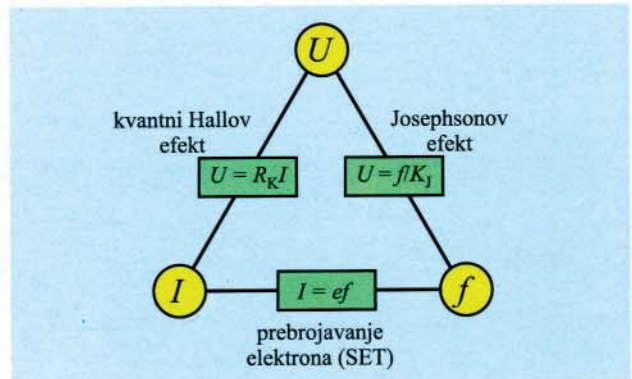 U
kvantni Hallov
efekt
Josephsonov
efekt
U = R_K I
U = f/K_J
I
I = ef
f
prebrojavanje
elektrona (SET)